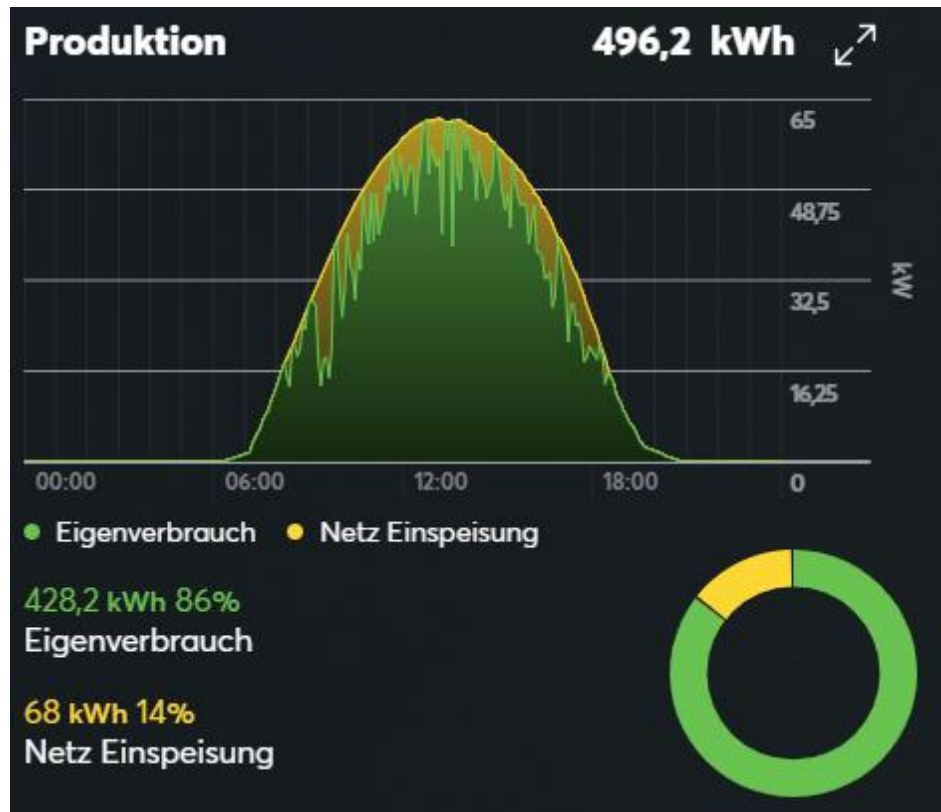 Produktion 496,2 kWh
65
48,75
32,5
16,25
kW
00:00 06:00 12:00 18:00 0
Eigenverbrauch Netz Einspeisung
428,2 kWh 86%
Eigenverbrauch
68 kWh 14%
Netz Einspeisung